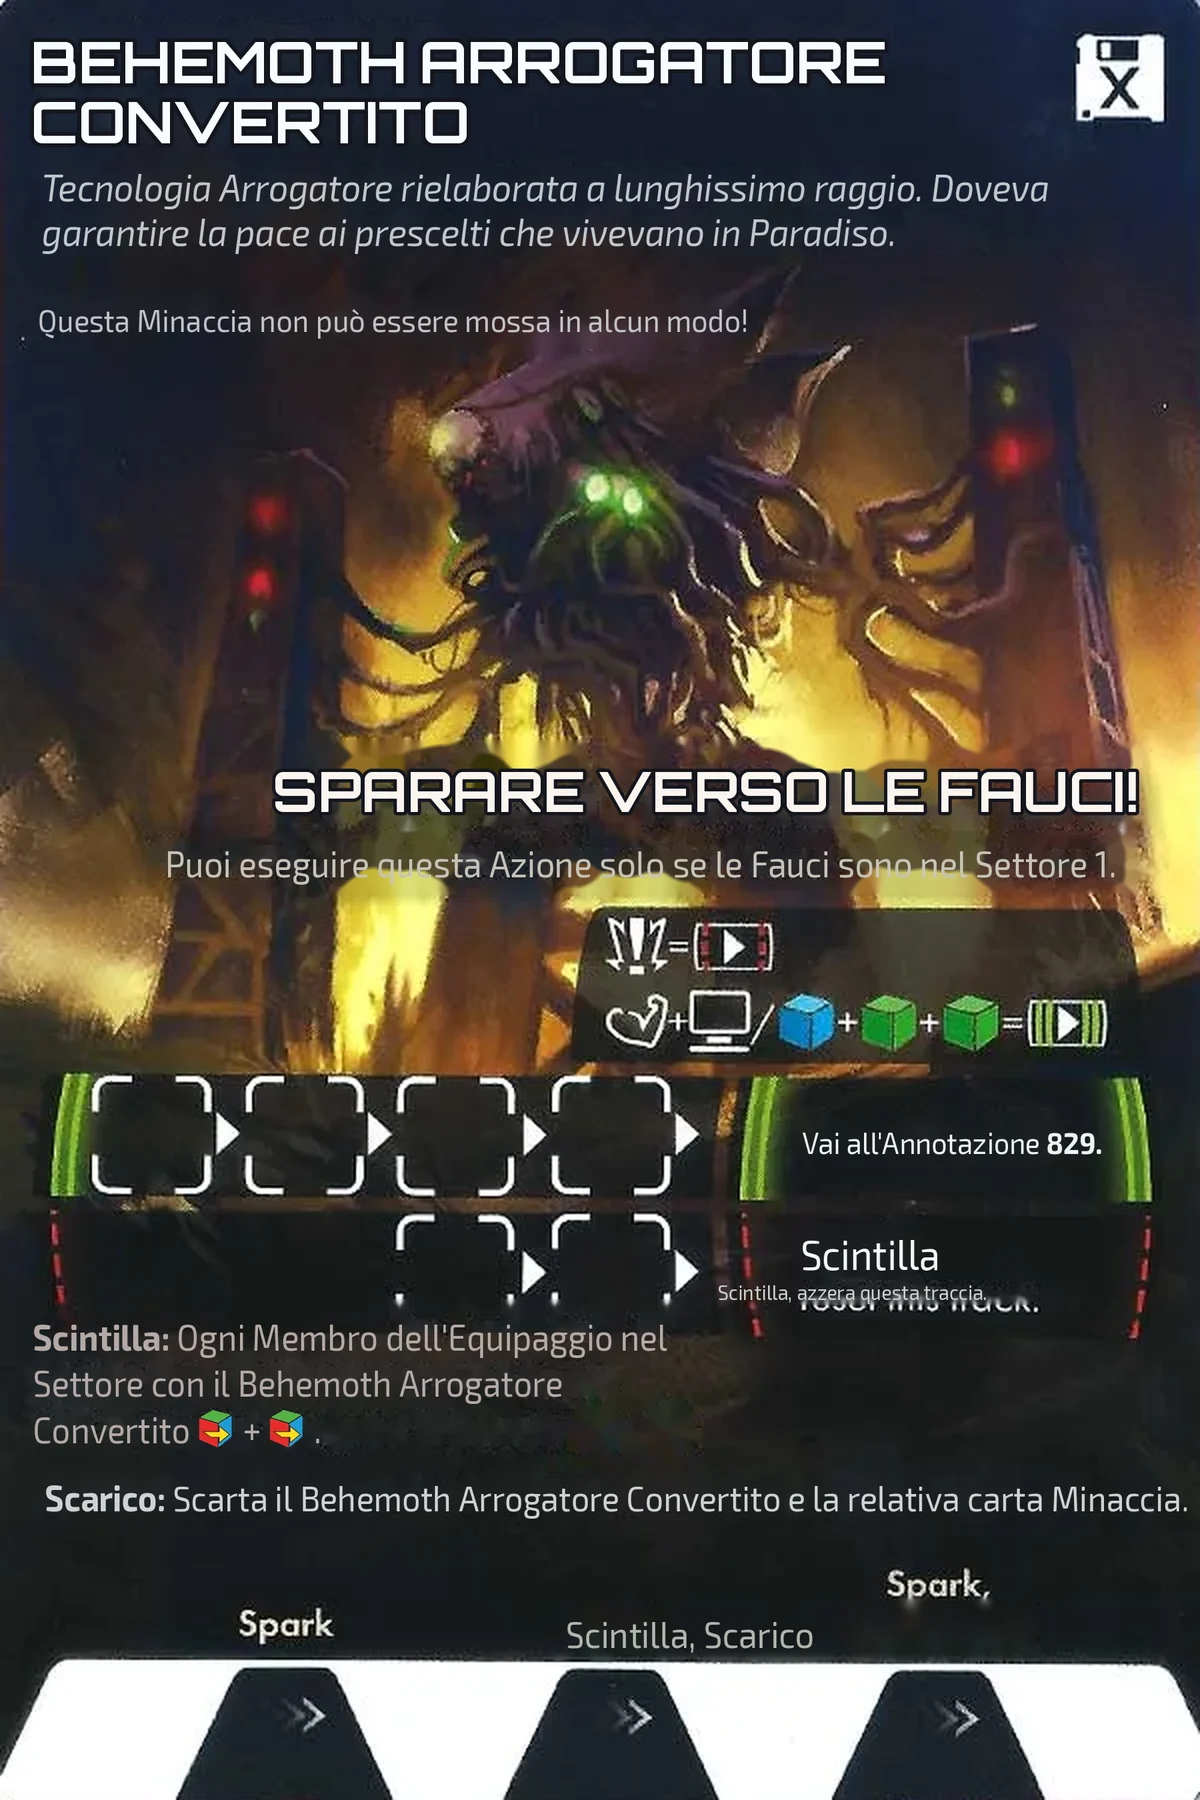 BEHEMOTH ARROGATORE
CONVERTITO
X
Tecnologia Arrogatore rielaborata a lunghissimo raggio. Doveva
garantire la pace ai prescelti che vivevano in Paradiso.
Questa Minaccia non può essere mossa in alcun modo!
SPARARE VERSO LE FAUCI!
Puoi eseguire questa Azione solo se le Fauci sono nel Settore 1.
=
+ / + + =
Vai all'Annotazione 829.
Scintilla
Scintilla, azzera questa traccia.
Scintilla: Ogni Membro dell'Equipaggio nel
Settore con il Behemoth Arrogatore
Convertito + .
Scarico: Scarta il Behemoth Arrogatore Convertito e la relativa carta Minaccia.
Spark,
Spark
Scintilla, Scarico